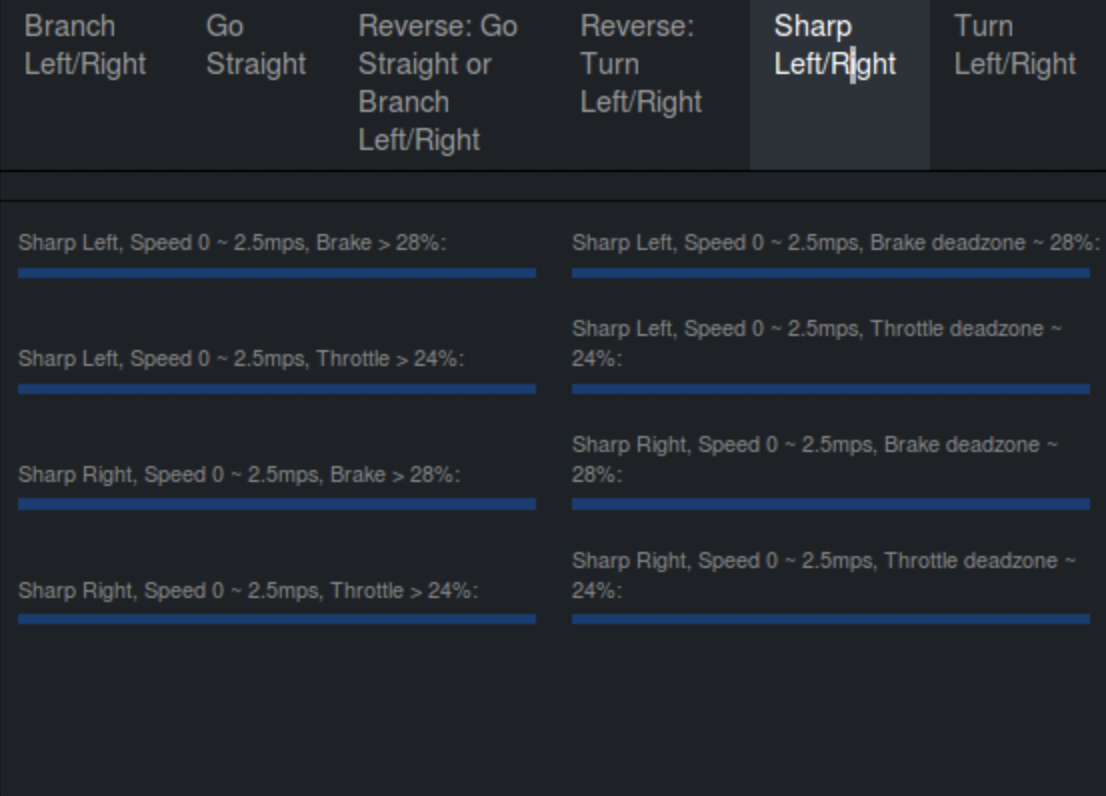 Branch
Left/Right
Go
Straight
Reverse: Go
Straight or
Branch
Left/Right
Reverse:
Turn
Left/Right
Sharp
Left/Right
Turn
Left/Right
Sharp Left, Speed 0 ~ 2.5mps, Brake > 28%:
Sharp Left, Speed 0 ~ 2.5mps, Brake deadzone ~ 28%:
Sharp Left, Speed 0 ~ 2.5mps, Throttle > 24%:
Sharp Left, Speed 0 ~ 2.5mps, Throttle deadzone ~
24%:
Sharp Right, Speed 0 ~ 2.5mps, Brake > 28%:
Sharp Right, Speed 0 ~ 2.5mps, Brake deadzone ~
28%:
Sharp Right, Speed 0 ~ 2.5mps, Throttle > 24%:
Sharp Right, Speed 0 ~ 2.5mps, Throttle deadzone ~
24%: